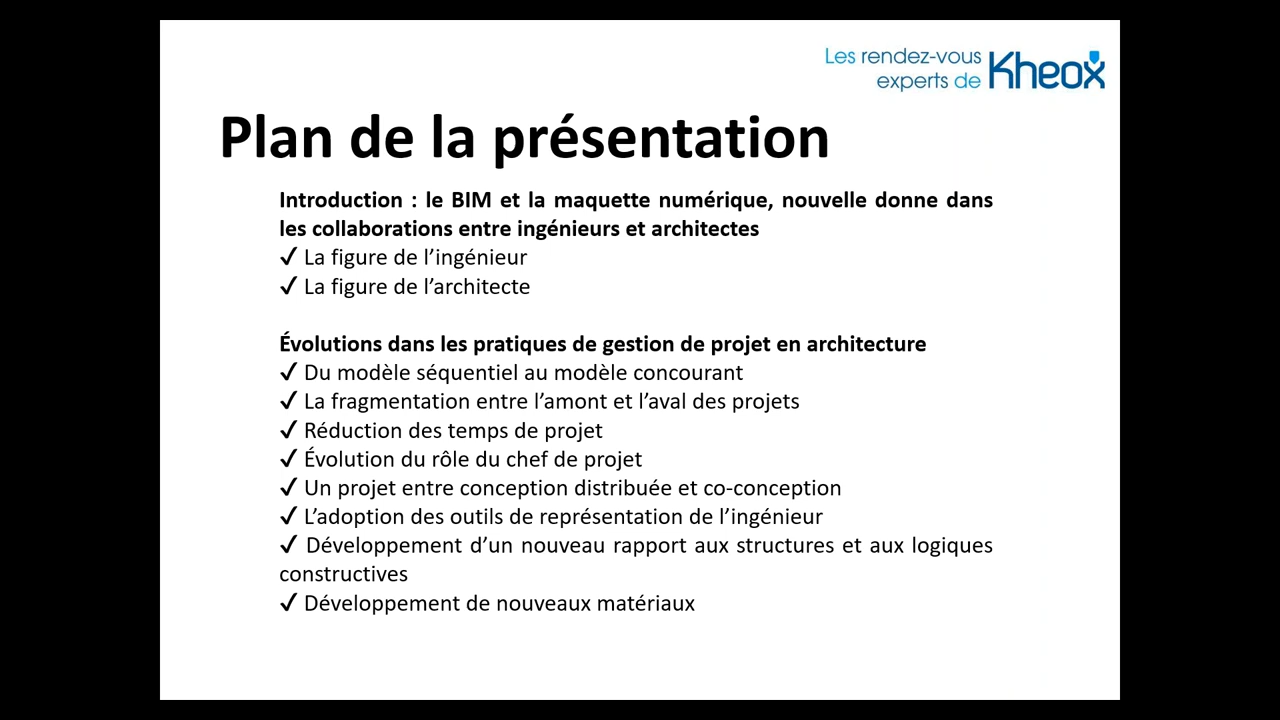 Les rendez-vous
experts de Kheox
Plan de la présentation
Introduction : le BIM et la maquette numérique, nouvelle donne dans
les collaborations entre ingénieurs et architectes
✓ La figure de l’ingénieur
✓ La figure de l’architecte
Évolutions dans les pratiques de gestion de projet en architecture
✓ Du modèle séquentiel au modèle concourant
✓ La fragmentation entre l’amont et l’aval des projets
✓ Réduction des temps de projet
✓ Évolution du rôle du chef de projet
✓ Un projet entre conception distribuée et co-conception
✓ L’adoption des outils de représentation de l’ingénieur
✓ Développement d’un nouveau rapport aux structures et aux logiques
constructives
✓ Développement de nouveaux matériaux